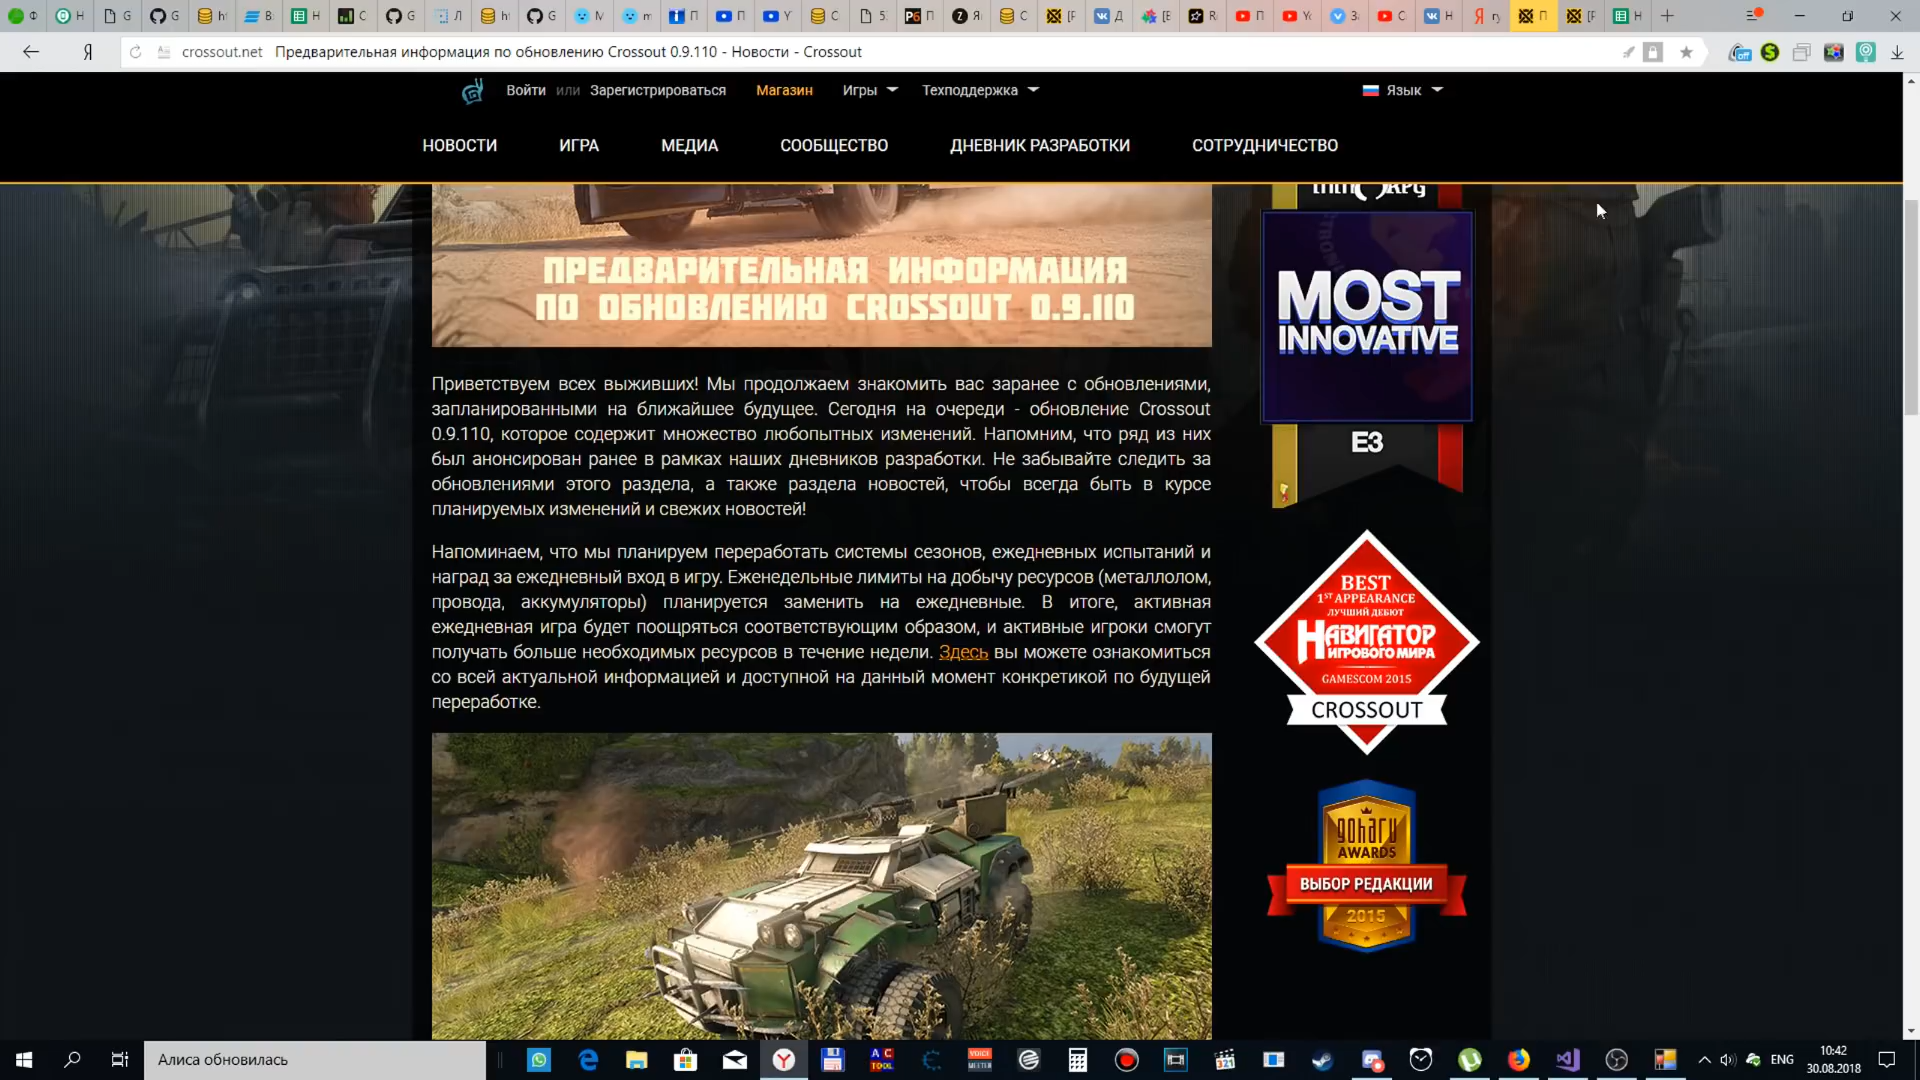 crossout.net Предварительная информация по обновлению Crossout 0.9.110 - Новости - Crossout
Войти или Зарегистрироваться Магазин Игры Техподдержка Язык
НОВОСТИ ИГРА МЕДИА СООБЩЕСТВО ДНЕВНИК РАЗРАБОТКИ СОТРУДНИЧЕСТВО
ПРЕДВАРИТЕЛЬНАЯ ИНФОРМАЦИЯ
ПО ОБНОВЛЕНИЮ CROSSOUT 0.9.110
Приветствуем всех выживших! Мы продолжаем знакомить вас заранее с обновлениями,
запланированными на ближайшее будущее. Сегодня на очереди - обновление Crossout
0.9.110, которое содержит множество любопытных изменений. Напомним, что ряд из них
был анонсирован ранее в рамках наших дневников разработки. Не забывайте следить за
обновлениями этого раздела, а также раздела новостей, чтобы всегда быть в курсе
планируемых изменений и свежих новостей!
Напоминаем, что мы планируем переработать системы сезонов, ежедневных испытаний и
наград за ежедневный вход в игру. Еженедельные лимиты на добычу ресурсов (металлолом,
провода, аккумуляторы) планируется заменить на ежедневные. В итоге, активная
ежедневная игра будет поощряться соответствующим образом, и активные игроки смогут
получать больше необходимых ресурсов в течение недели. Здесь вы можете ознакомиться
со всей актуальной информацией и доступной на данный момент конкретикой по будущей
переработке.
MOST
INNOVATIVE
E3
BEST
1ST APPEARANCE
ЛУЧШИЙ ДЕБЮТ
НАВИГАТОР
ИГРОВОГО МИРА
GAMESCOM 2015
CROSSOUT
goha.ru
AWARDS
ВЫБОР РЕДАКЦИИ
2015
Алиса обновилась
ENG
10:42
30.08.2018